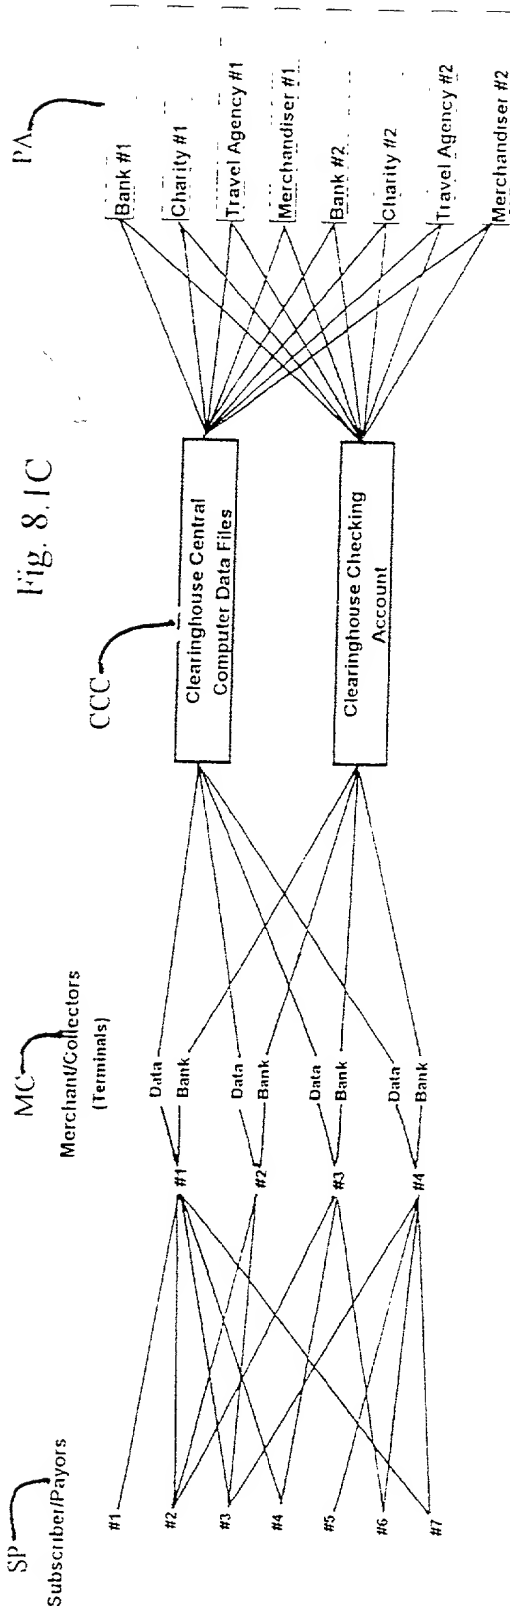 Fig. 8.1C
SP
Subscriber/Payors
#1
#2
#3
#4
#5
#6
#7
MC
Merchant/Collectors
(Terminals)
Data
#1
Bank
Data
#2
Bank
Data
#3
Bank
Data
#4
Bank
CCC
Clearinghouse Central
Computer Data Files
Clearinghouse Checking
Account
PA
Bank #1
Charity #1
Travel Agency #1
Merchandiser #1
Bank #2
Charity #2
Travel Agency #2
Merchandiser #2